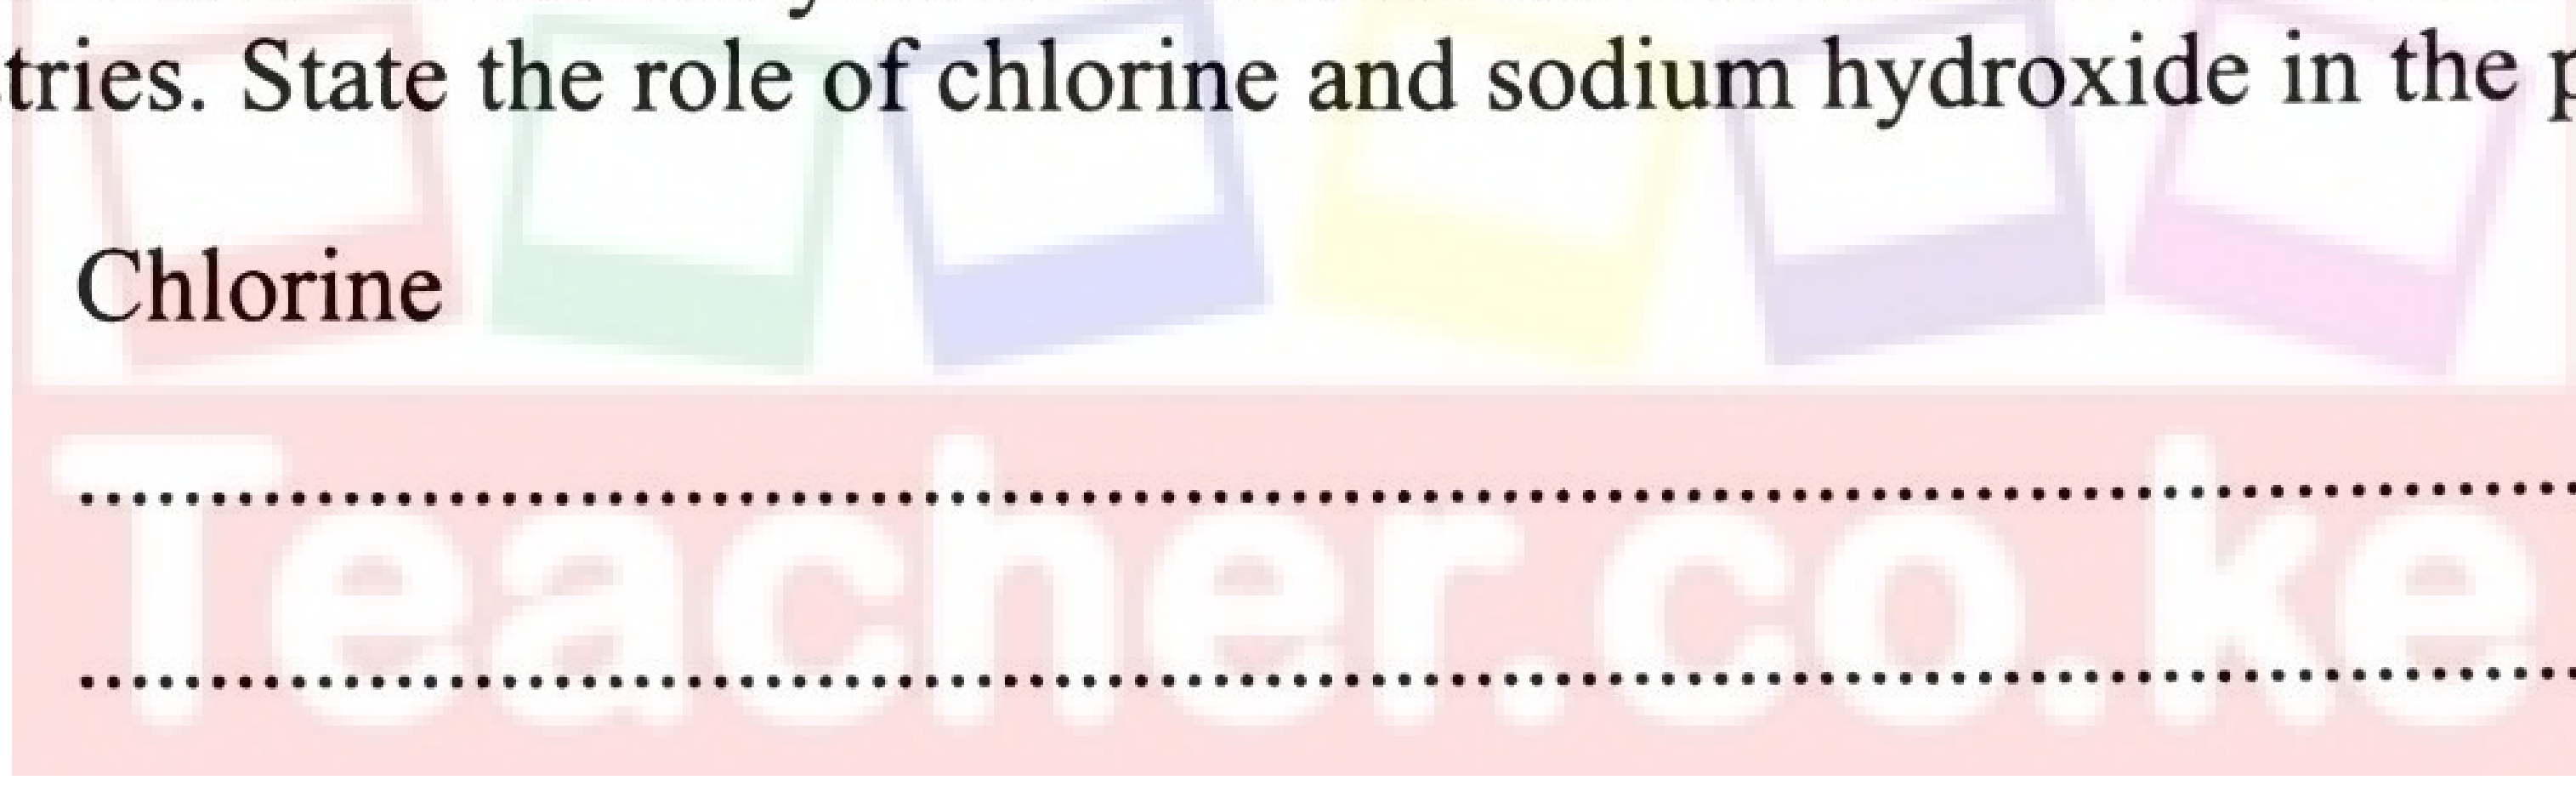 tries. State the role of chlorine and sodium hydroxide in the
Chlorine
Teacher.co.ke